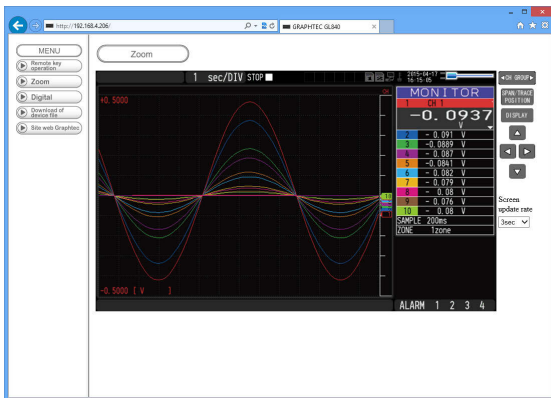 http://192.168.4.206/
GRAPHTEC GL840
MENU
Remote key operation
Zoom
Digital
Download of device file
Site web Graphtec
Zoom
1 sec/DIV STOP
2015-04-17
16:15:05
+0.5000
-0.5000 [ V ]
CH
10
MONITOR
1 CH 1
-0.0937
V
2 - 0.091 V
3 -0.0889 V
4 - 0.087 V
5 -0.0841 V
6 - 0.082 V
7 - 0.079 V
8 - 0.08 V
9 - 0.076 V
10 - 0.08 V
SAMPLE 200ms
ZONE 1zone
ALARM 1 2 3 4
◄CH GROUP►
SPAN/TRACE
POSITION
DISPLAY
Screen
update rate
3sec